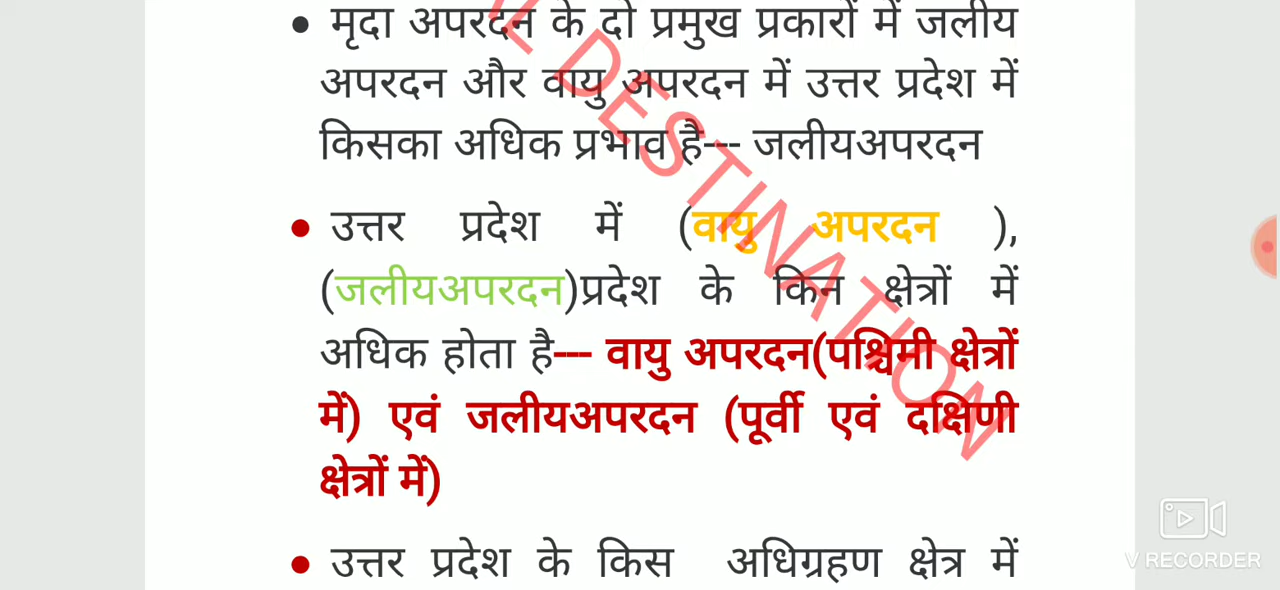 • मृदा अपरदन के दो प्रमुख प्रकारों में जलीय
अपरदन और वायु अपरदन में उत्तर प्रदेश में
किसका अधिक प्रभाव है--- जलीयअपरदन
• उत्तर प्रदेश में (वायु अपरदन ),
(जलीयअपरदन)प्रदेश के किन क्षेत्रों में
अधिक होता है--- वायु अपरदन(पश्चिमी क्षेत्रों
में) एवं जलीयअपरदन (पूर्वी एवं दक्षिणी
क्षेत्रों में)
• उत्तर प्रदेश के किस अधिग्रहण क्षेत्र में
DESTINATION
V RECORDER